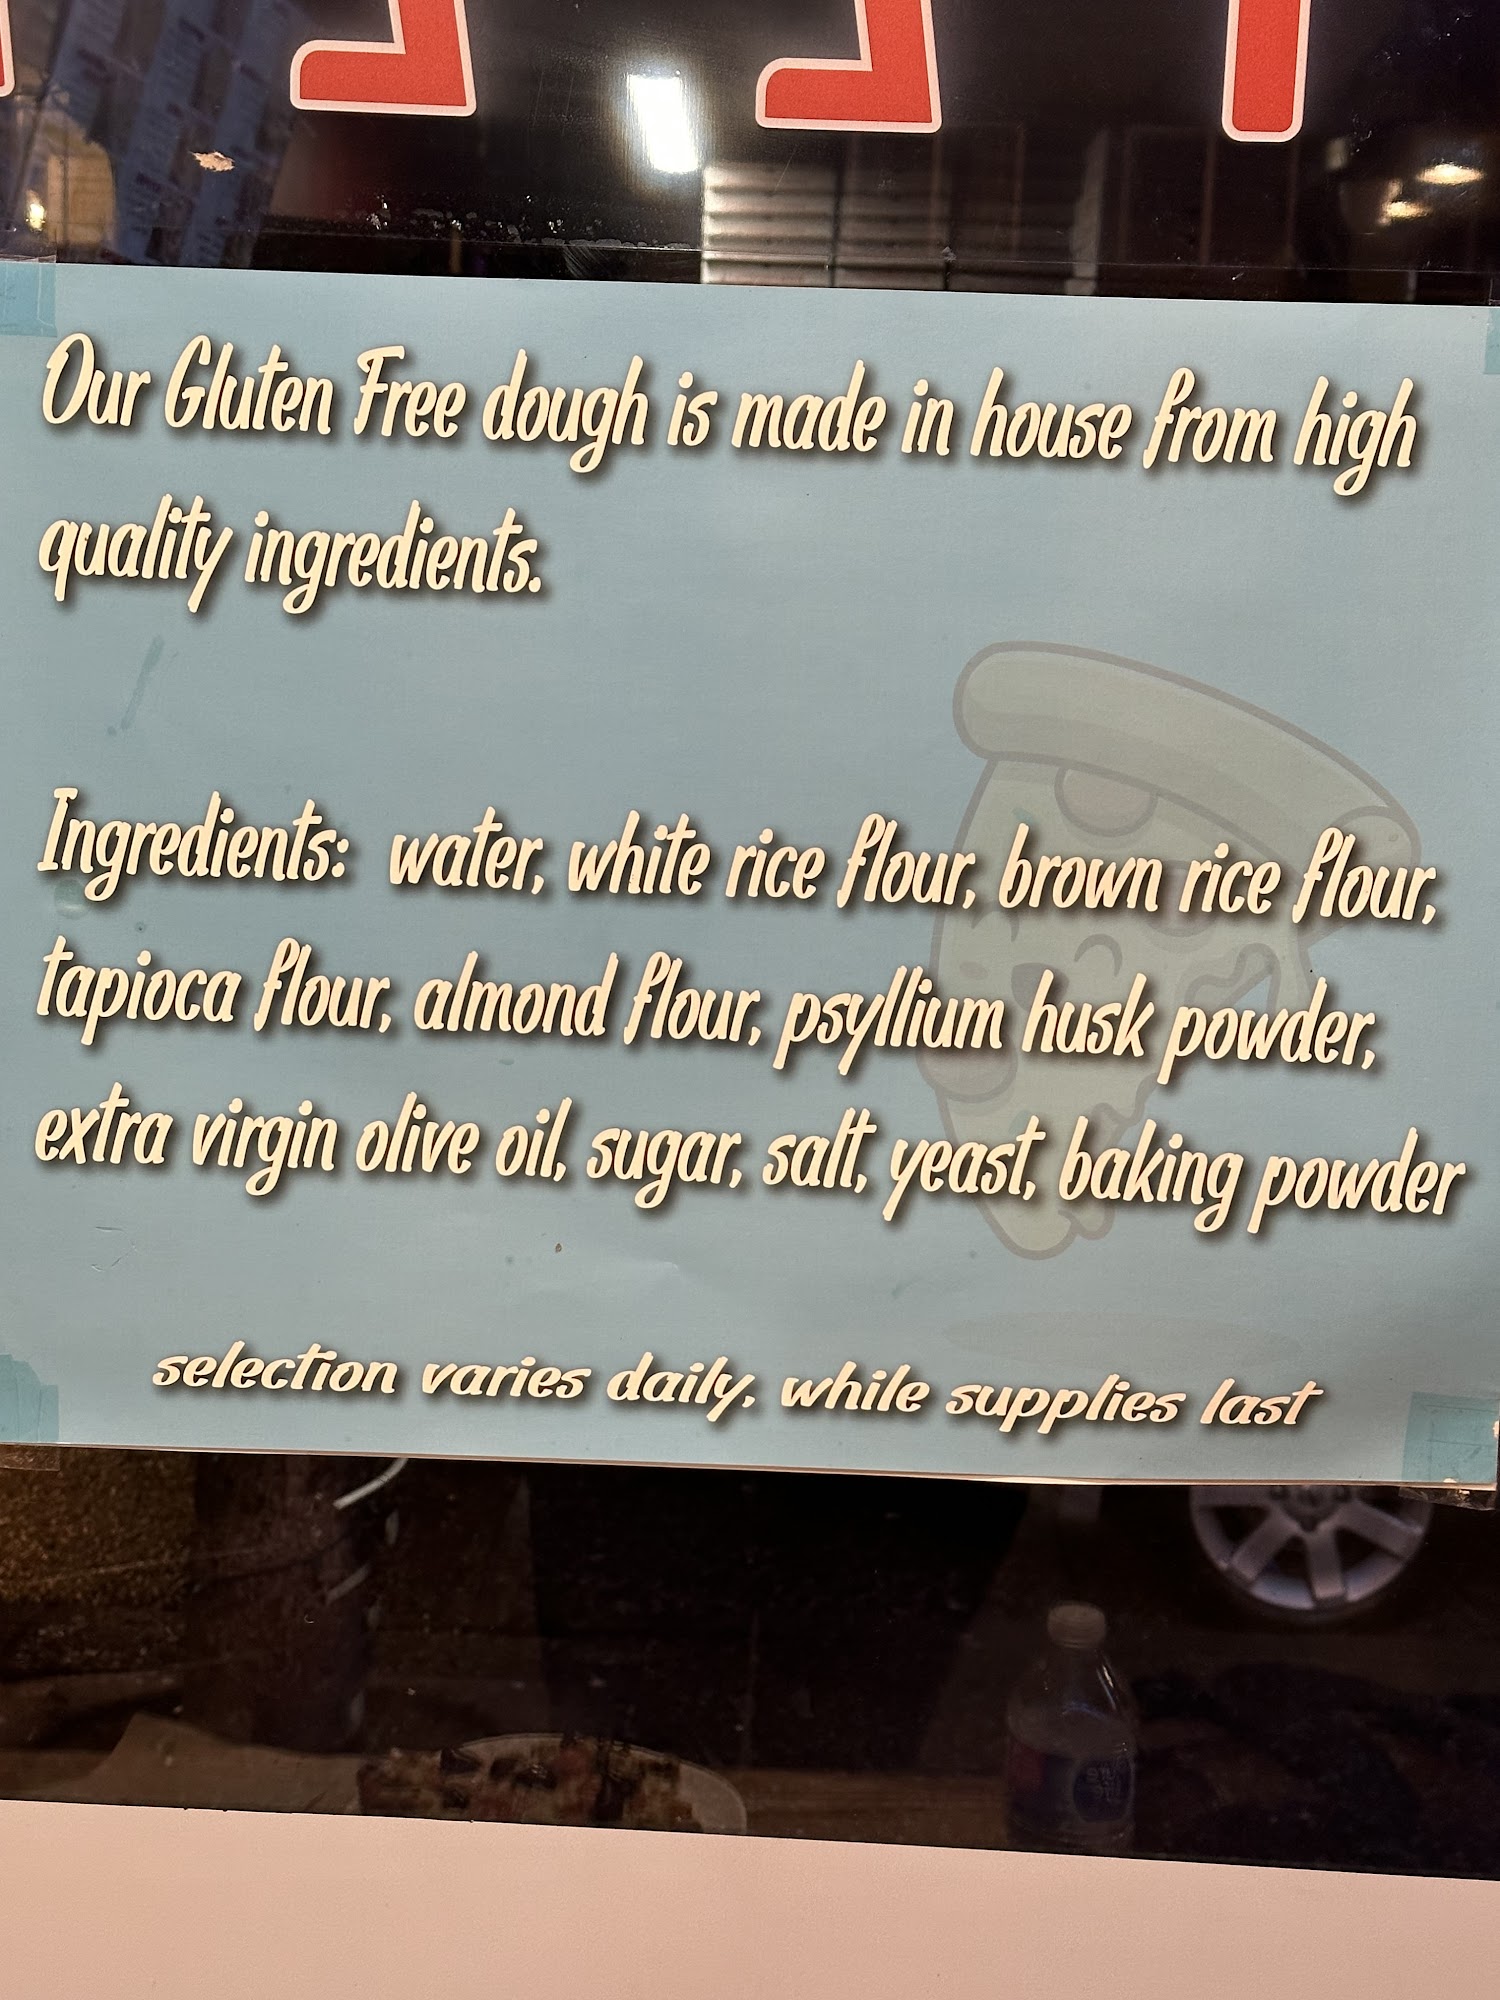 Our Gluten Free dough is made in house from high
quality ingredients.
Ingredients: water, white rice flour, brown rice flour,
tapioca flour, almond flour, psyllium husk powder,
extra virgin olive oil, sugar, salt, yeast, baking powder
selection varies daily, while supplies last